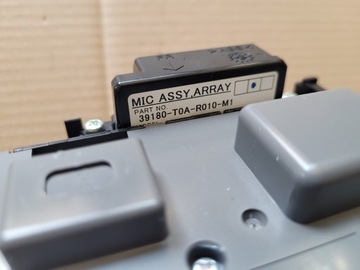 MIC ASSY,ARRAY
PART NO.
39180-T0A-R010-M1